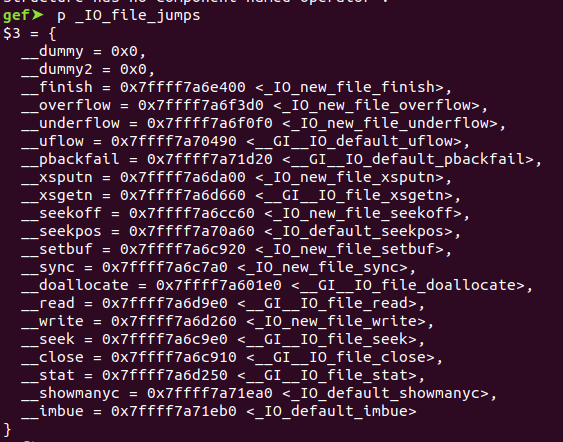 gef➤  p _IO_file_jumps
$3 = {
  __dummy = 0x0,
  __dummy2 = 0x0,
  __finish = 0x7ffff7a6e400 <_IO_new_file_finish>,
  __overflow = 0x7ffff7a6f3d0 <_IO_new_file_overflow>,
  __underflow = 0x7ffff7a6f0f0 <_IO_new_file_underflow>,
  __uflow = 0x7ffff7a70490 <__GI__IO_default_uflow>,
  __pbackfail = 0x7ffff7a71d20 <__GI__IO_default_pbackfail>,
  __xsputn = 0x7ffff7a6da00 <_IO_new_file_xsputn>,
  __xsgetn = 0x7ffff7a6d660 <__GI__IO_file_xsgetn>,
  __seekoff = 0x7ffff7a6cc60 <_IO_new_file_seekoff>,
  __seekpos = 0x7ffff7a70a60 <_IO_default_seekpos>,
  __setbuf = 0x7ffff7a6c920 <_IO_new_file_setbuf>,
  __sync = 0x7ffff7a6c7a0 <_IO_new_file_sync>,
  __doallocate = 0x7ffff7a601e0 <__GI__IO_file_doallocate>,
  __read = 0x7ffff7a6d9e0 <__GI__IO_file_read>,
  __write = 0x7ffff7a6d260 <_IO_new_file_write>,
  __seek = 0x7ffff7a6c9e0 <__GI__IO_file_seek>,
  __close = 0x7ffff7a6c910 <__GI__IO_file_close>,
  __stat = 0x7ffff7a6d250 <__GI__IO_file_stat>,
  __showmanyc = 0x7ffff7a71ea0 <_IO_default_showmanyc>,
  __imbue = 0x7ffff7a71eb0 <_IO_default_imbue>
}